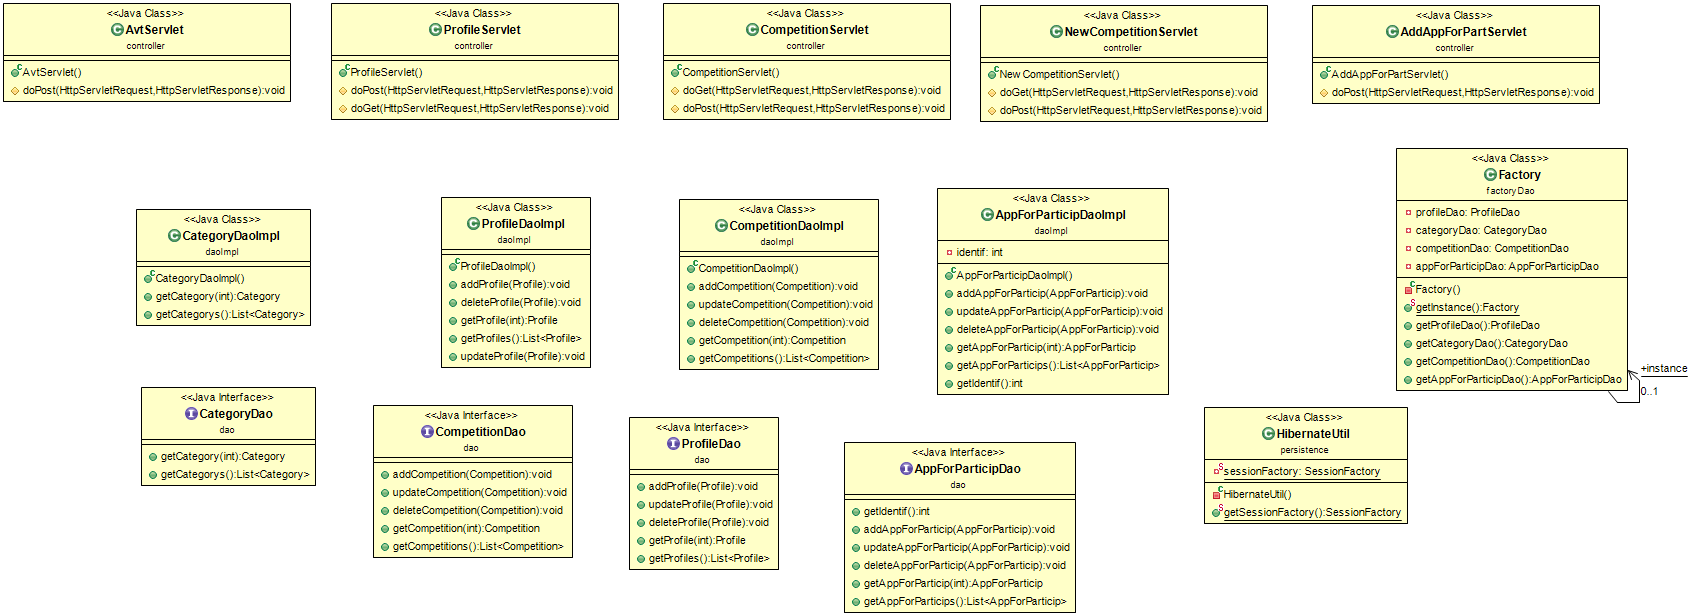 <<Java Class>>
AvtServlet
controller
AvtServlet()
doPost(HttpServletRequest,HttpServletResponse):void
<<Java Class>>
ProfileServlet
controller
ProfileServlet()
doPost(HttpServletRequest,HttpServletResponse):void
doGet(HttpServletRequest,HttpServletResponse):void
<<Java Class>>
CompetitionServlet
controller
CompetitionServlet()
doGet(HttpServletRequest,HttpServletResponse):void
doPost(HttpServletRequest,HttpServletResponse):void
<<Java Class>>
NewCompetitionServlet
controller
NewCompetitionServlet()
doGet(HttpServletRequest,HttpServletResponse):void
doPost(HttpServletRequest,HttpServletResponse):void
<<Java Class>>
AddAppForPartServlet
controller
AddAppForPartServlet()
doPost(HttpServletRequest,HttpServletResponse):void
<<Java Class>>
CategoryDaoImpl
daoImpl
CategoryDaoImpl()
getCategory(int):Category
getCategorys():List<Category>
<<Java Class>>
ProfileDaoImpl
daoImpl
ProfileDaoImpl()
addProfile(Profile):void
deleteProfile(Profile):void
getProfile(int):Profile
getProfiles():List<Profile>
updateProfile(Profile):void
<<Java Class>>
CompetitionDaoImpl
daoImpl
CompetitionDaoImpl()
addCompetition(Competition):void
updateCompetition(Competition):void
deleteCompetition(Competition):void
getCompetition(int):Competition
getCompetitions():List<Competition>
<<Java Class>>
AppForParticipDaoImpl
daoImpl
identif: int
AppForParticipDaoImpl()
addAppForParticip(AppForParticip):void
updateAppForParticip(AppForParticip):void
deleteAppForParticip(AppForParticip):void
getAppForParticip(int):AppForParticip
getAppForParticips():List<AppForParticip>
getIdentif():int
<<Java Class>>
Factory
factoryDao
profileDao: ProfileDao
categoryDao: CategoryDao
competitionDao: CompetitionDao
appForParticipDao: AppForParticipDao
Factory()
getInstance():Factory
getProfileDao():ProfileDao
getCategoryDao():CategoryDao
getCompetitionDao():CompetitionDao
getAppForParticipDao():AppForParticipDao
+instance
0..1
<<Java Interface>>
CategoryDao
dao
getCategory(int):Category
getCategorys():List<Category>
<<Java Interface>>
CompetitionDao
dao
addCompetition(Competition):void
updateCompetition(Competition):void
deleteCompetition(Competition):void
getCompetition(int):Competition
getCompetitions():List<Competition>
<<Java Interface>>
ProfileDao
dao
addProfile(Profile):void
updateProfile(Profile):void
deleteProfile(Profile):void
getProfile(int):Profile
getProfiles():List<Profile>
<<Java Interface>>
AppForParticipDao
dao
getIdentif():int
addAppForParticip(AppForParticip):void
updateAppForParticip(AppForParticip):void
deleteAppForParticip(AppForParticip):void
getAppForParticip(int):AppForParticip
getAppForParticips():List<AppForParticip>
<<Java Class>>
HibernateUtil
persistence
sessionFactory: SessionFactory
HibernateUtil()
getSessionFactory():SessionFactory